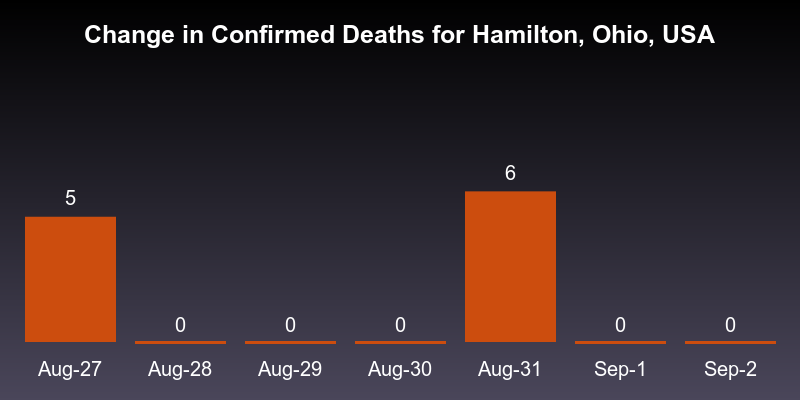 Change in Confirmed Deaths for Hamilton, Ohio, USA
6
5
0 0 0 0 0
Aug-27 Aug-28 Aug-29 Aug-30 Aug-31 Sep-1 Sep-2